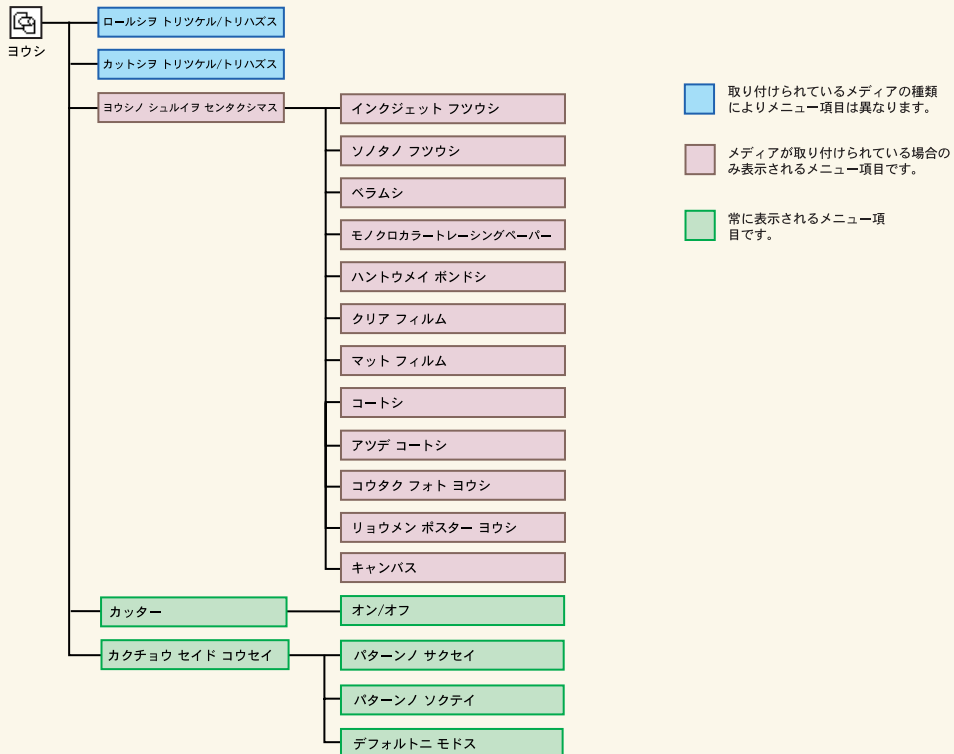 ヨウシ
ロールシヲ トリツケル/トリハズス
カットシヲ トリツケル/トリハズス
ヨウシノ シュルイヲ センタクシマス
インクジェット フツウシ
ソノタノ フツウシ
ベラムシ
モノクロカラートレーシングペーパー
ハントウメイ ボンドシ
クリア フィルム
マット フィルム
コートシ
アツデ コートシ
コウタク フォト ヨウシ
リョウメン ポスター ヨウシ
キャンバス
カッター
オン/オフ
カクチョウ セイド コウセイ
パターンノ サクセイ
パターンノ ソクテイ
デフォルトニ モドス
取り付けられているメディアの種類
によりメニュー項目は異なります。
メディアが取り付けられている場合の
み表示されるメニュー項目です。
常に表示されるメニュー項
目です。